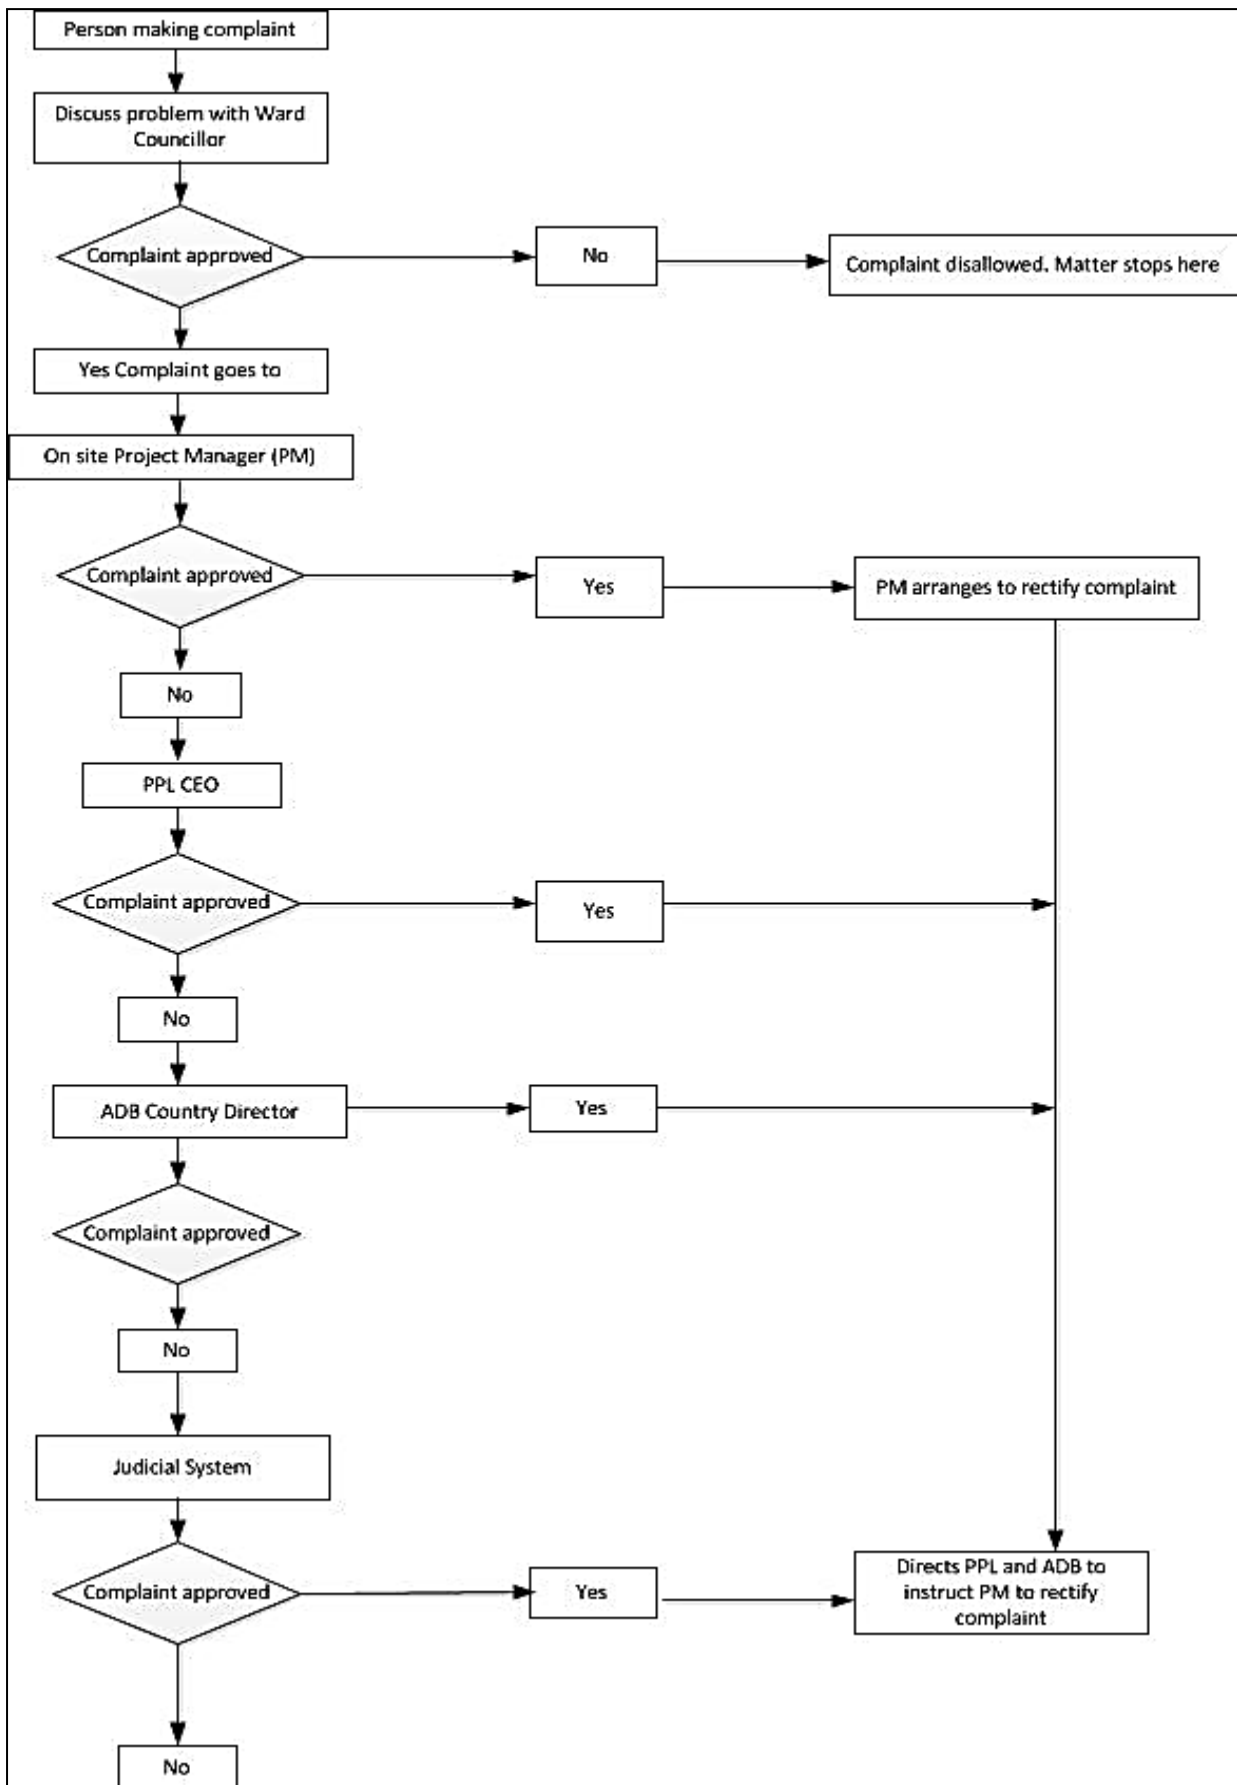 Person making complaint
Discuss problem with Ward
Councillor
Complaint approved
No
Complaint disallowed. Matter stops here
Yes Complaint goes to
On site Project Manager (PM)
Complaint approved
Yes
PM arranges to rectify complaint
No
PPL CEO
Complaint approved
Yes
No
ADB Country Director
Yes
Complaint approved
No
Judicial System
Complaint approved
Yes
Directs PPL and ADB to
instruct PM to rectify
complaint
No